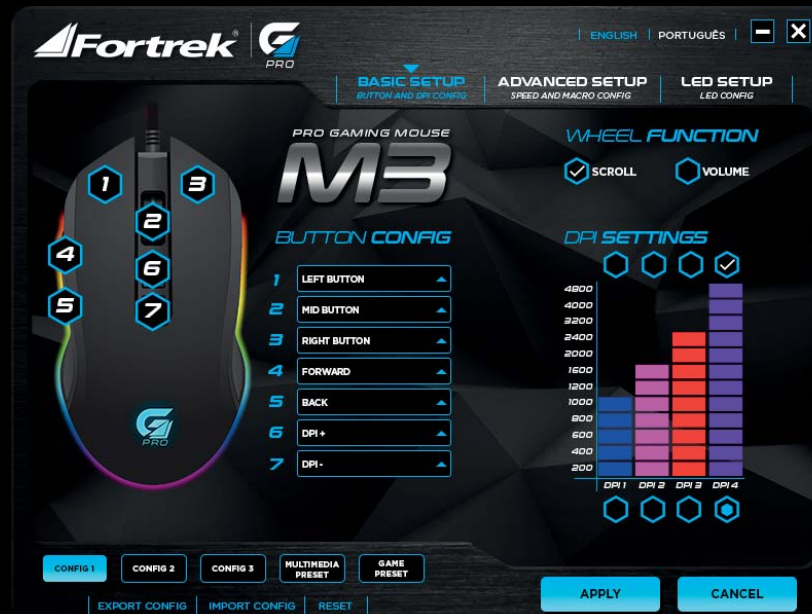 Fortrek G PRO
ENGLISH PORTUGUÊS
BASIC SETUP
BUTTON AND DPI CONFIG
ADVANCED SETUP
SPEED AND MACRO CONFIG
LED SETUP
LED CONFIG
PRO GAMING MOUSE
M3
WHEEL FUNCTION
SCROLL VOLUME
1
3
2
4
6
5
7
G
PRO
BUTTON CONFIG
1 LEFT BUTTON
2 MID BUTTON
3 RIGHT BUTTON
4 FORWARD
5 BACK
6 DPI +
7 DPI -
DPI SETTINGS
4800
4000
3200
2400
2000
1600
1200
1000
800
600
400
200
DPI 1 DPI 2 DPI 3 DPI 4
CONFIG 1 CONFIG 2 CONFIG 3 MULTIMEDIA PRESET GAME PRESET
EXPORT CONFIG IMPORT CONFIG RESET
APPLY CANCEL